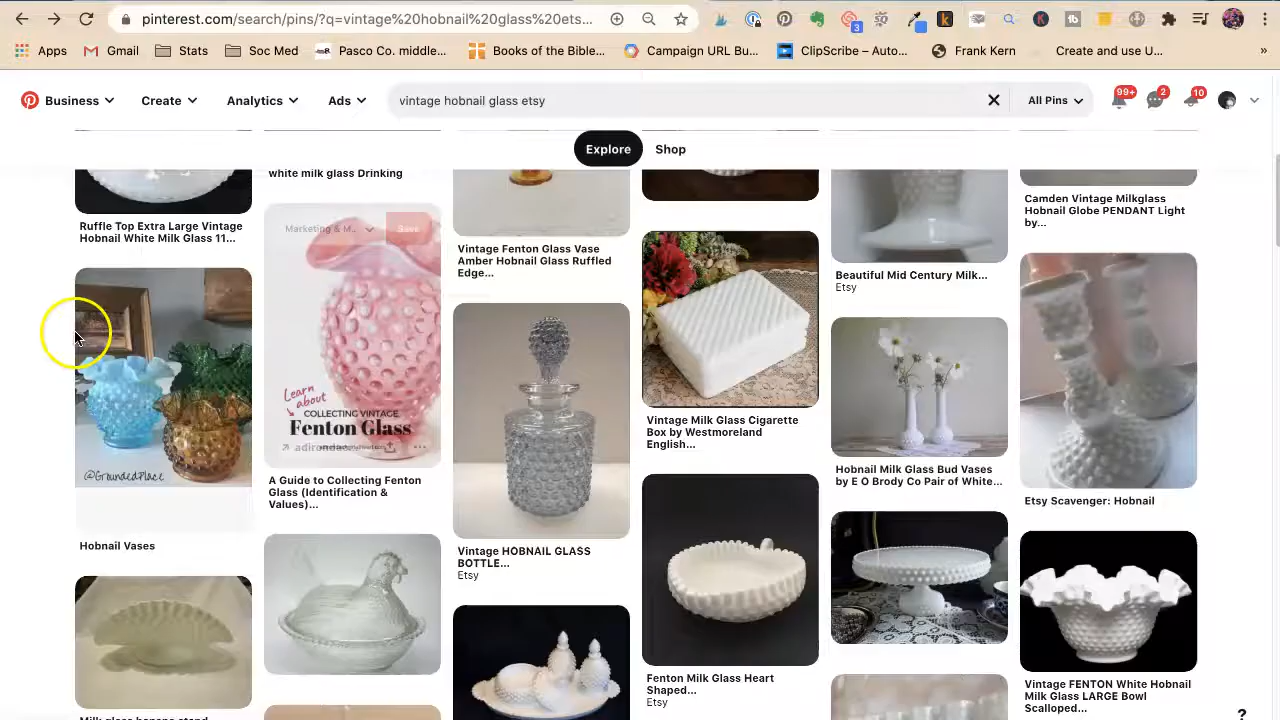 pinterest.com/search/pins/?q=vintage%20hobnail%20glass%20ets...
3
Apps
Gmail
Stats
Soc Med
Pasco Co. middle...
Books of the Bible...
Campaign URL Bu...
ClipScribe – Auto...
Frank Kern
Create and use U...
»
Business
Create
Analytics
Ads
vintage hobnail glass etsy
All Pins
99+
2
10
Explore
Shop
Ruffle Top Extra Large Vintage
Hobnail White Milk Glass 11...
@GroundedPlace
Hobnail Vases
Milk glass banana stand
white milk glass Drinking
Marketing & M..
Save
Learn
about
COLLECTING VINTAGE
Fenton Glass
A Guide to Collecting Fenton
Glass (Identification &
Values)...
Vintage Fenton Glass Vase
Amber Hobnail Glass Ruffled
Edge...
Vintage HOBNAIL GLASS
BOTTLE...
Etsy
Vintage Milk Glass Cigarette
Box by Westmoreland
English...
Fenton Milk Glass Heart
Shaped...
Etsy
Beautiful Mid Century Milk...
Etsy
Hobnail Milk Glass Bud Vases
by E O Brody Co Pair of White...
Camden Vintage Milkglass
Hobnail Globe PENDANT Light
by...
Etsy Scavenger: Hobnail
Vintage FENTON White Hobnail
Milk Glass LARGE Bowl
Scalloped...
?